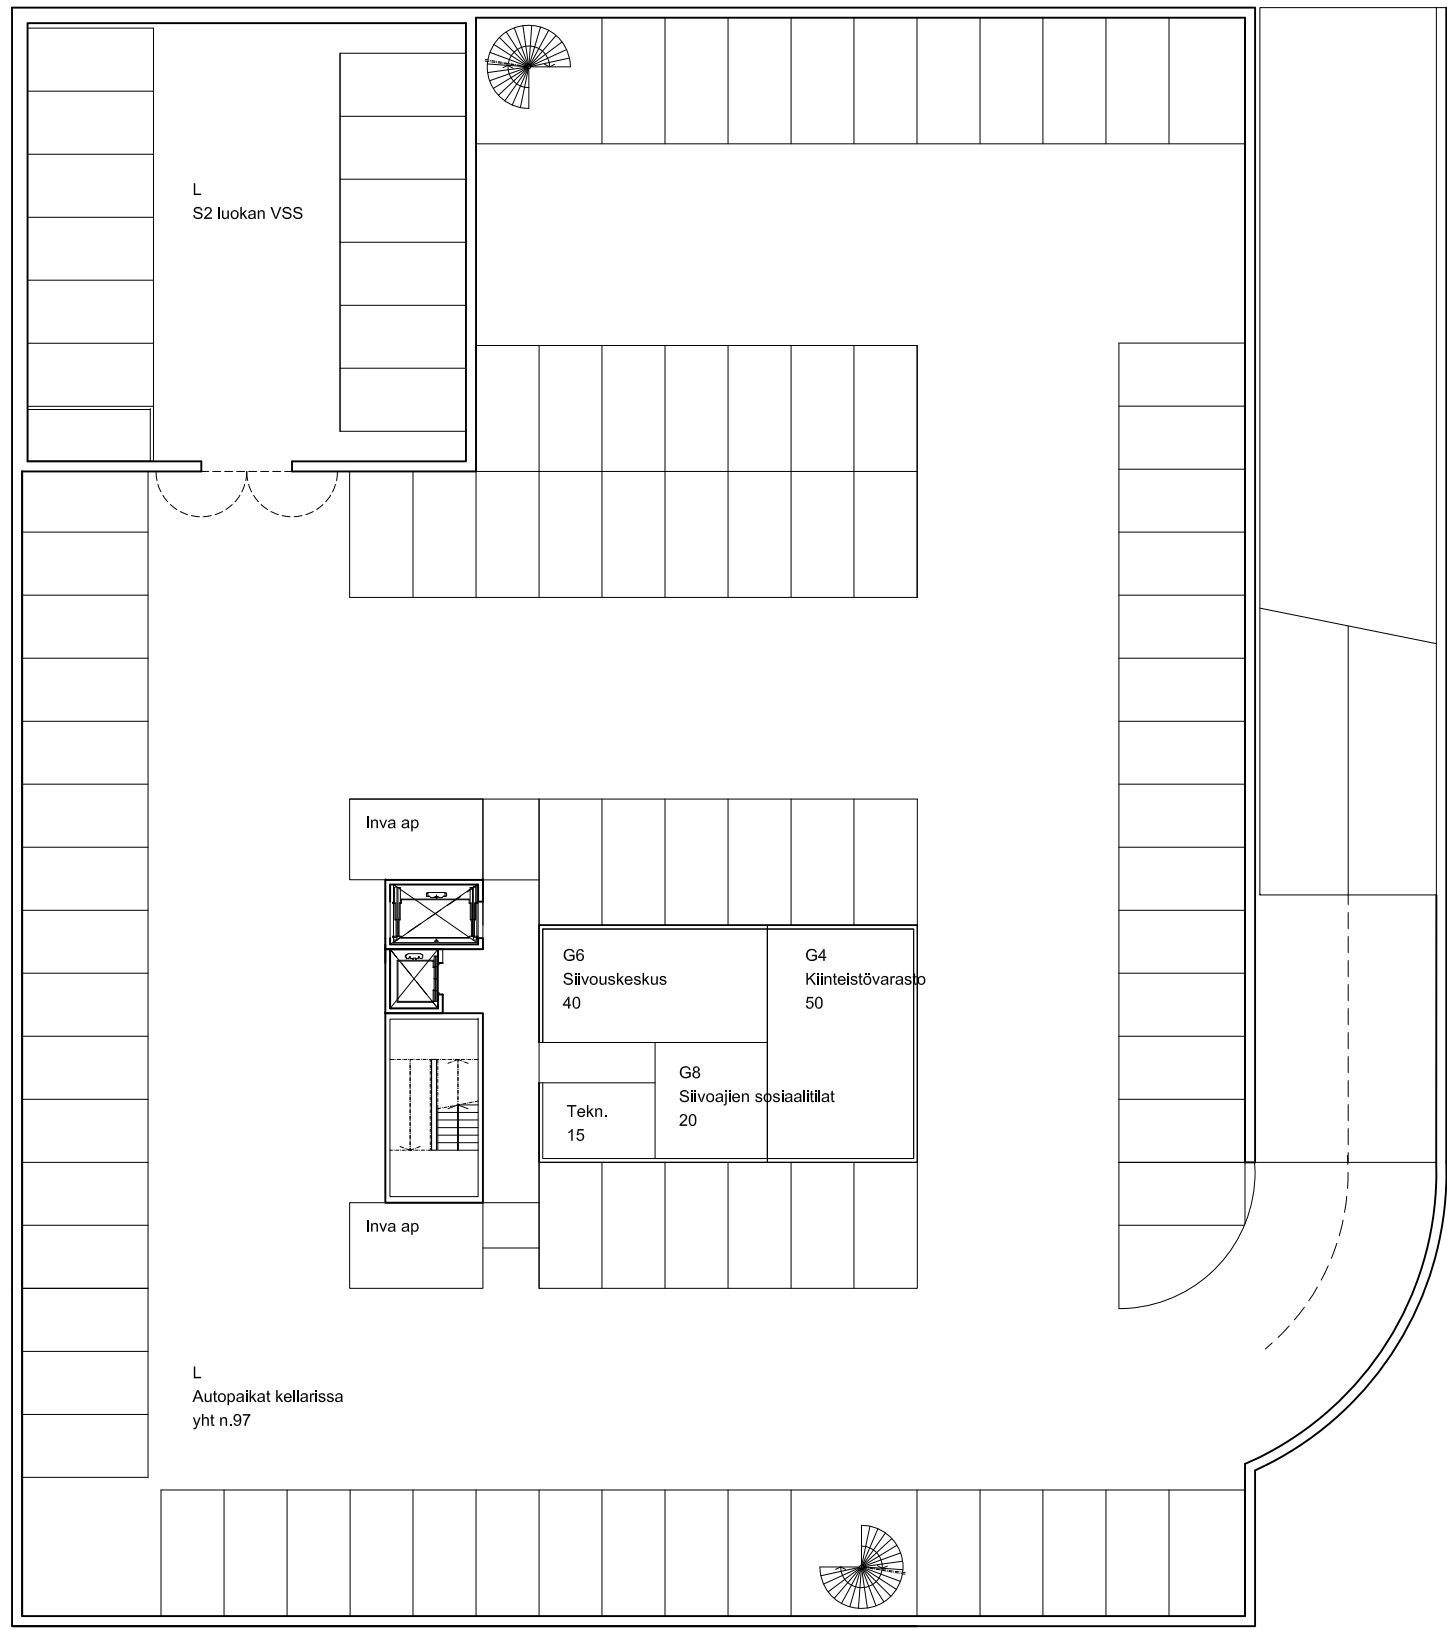 L
S2 luokan VSS
Inva ap
G6
Siivouskeskus
40
G4
Kiinteistövarasto
50
G8
Siivoajien sosiaalitilat
20
Tekn.
15
Inva ap
L
Autopaikat kellarissa
yht n.97